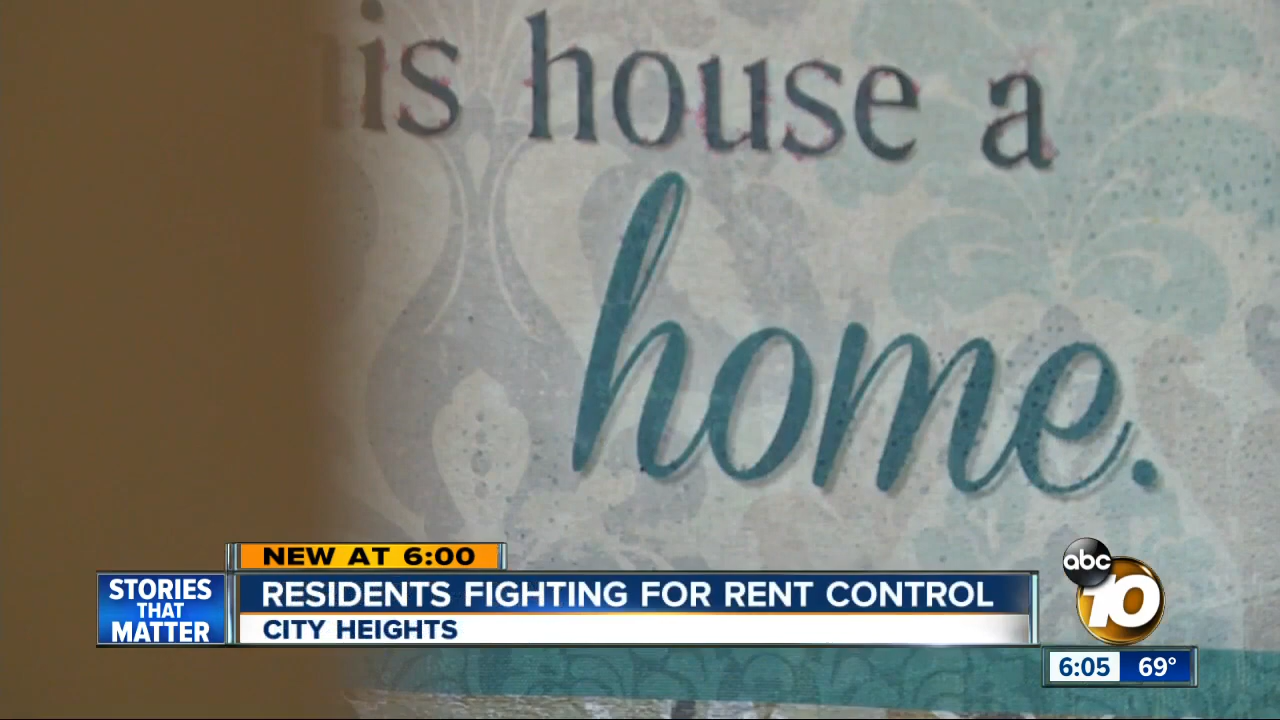 is house a
home.
NEW AT 6:00
STORIES
THAT
MATTER
RESIDENTS FIGHTING FOR RENT CONTROL
CITY HEIGHTS
abc
10
6:05 69°